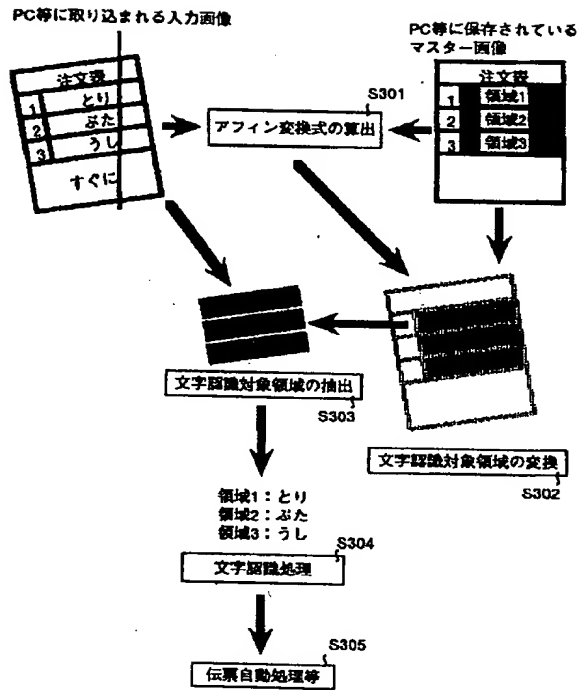 PC等に取り込まれる入力画像
PC等に保存されている
マスター画像
注文表
1 とり
2 ぶた
3 うし
すぐに
S301
アフィン変換式の算出
注文表
1 領域1
2 領域2
3 領域3
文字認識対象領域の抽出
S303
文字認識対象領域の変換
S302
領域1：とり
領域2：ぶた
領域3：うし
S304
文字認識処理
S305
伝票自動処理等